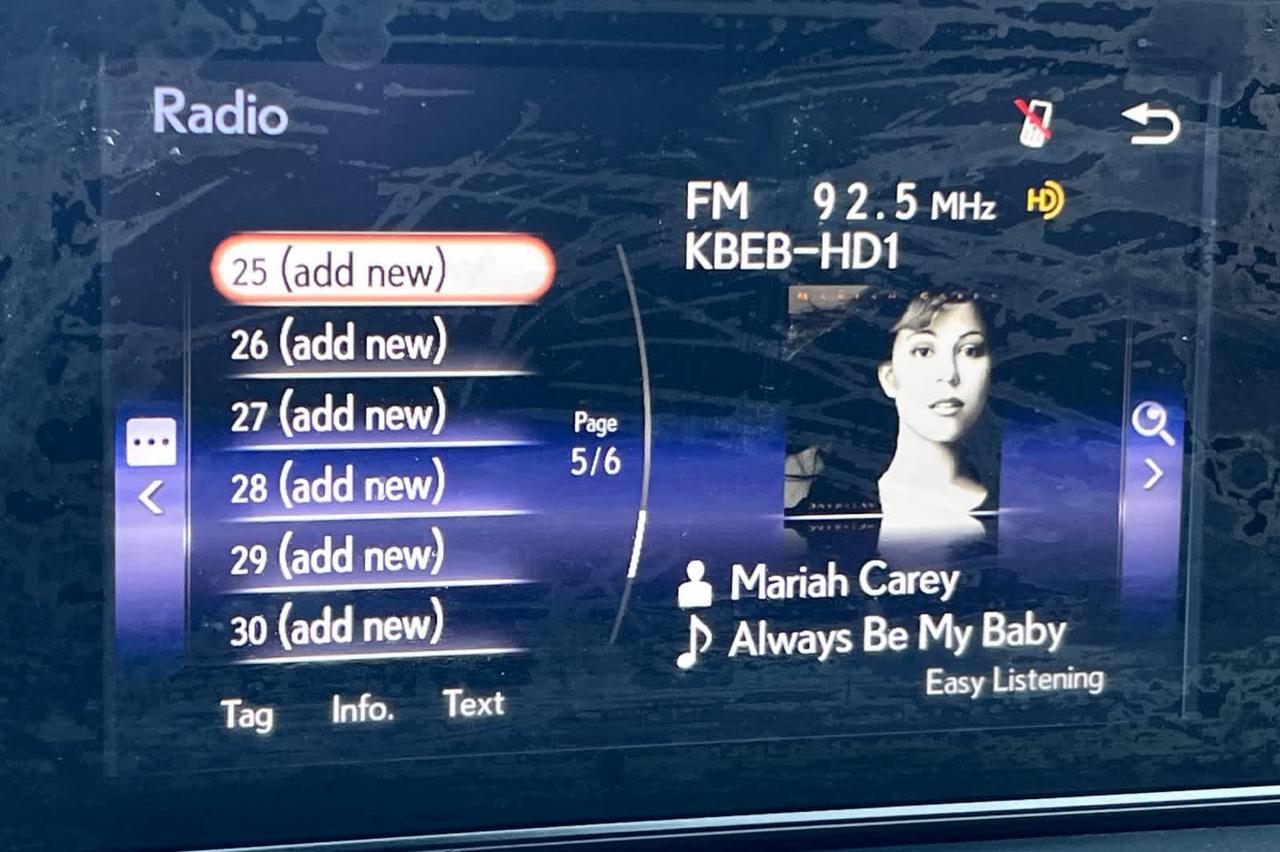 Radio
FM 92.5 MHz HD
KBEB-HD1
25 (add new)
26 (add new)
27 (add new)
28 (add new)
29 (add new)
30 (add new)
Page
5/6
Mariah Carey
Always Be My Baby
Easy Listening
Tag Info. Text